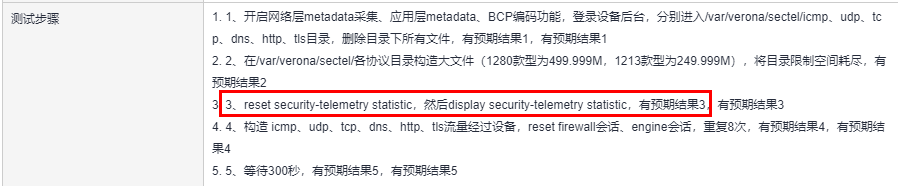 测试步骤
1. 1、开启网络层metadata采集、应用层metadata、BCP编码功能，登录设备后台，分别进入/var/verona/sectel/icmp、udp、tc
p、dns、http、tls目录，删除目录下所有文件，有预期结果1，有预期结果1
2. 2、在/var/verona/sectel/各协议目录构造大文件（1280款型为499.999M，1213款型为249.999M），将目录限制空间耗尽，有
预期结果2
3. 3、reset security-telemetry statistic，然后display security-telemetry statistic，有预期结果3，有预期结果3
4. 4、构造 icmp、udp、tcp、dns、http、tls流量经过设备，reset firewall会话、engine会话，重复8次，有预期结果4，有预期结
果4
5. 5、等待300秒，有预期结果5，有预期结果5